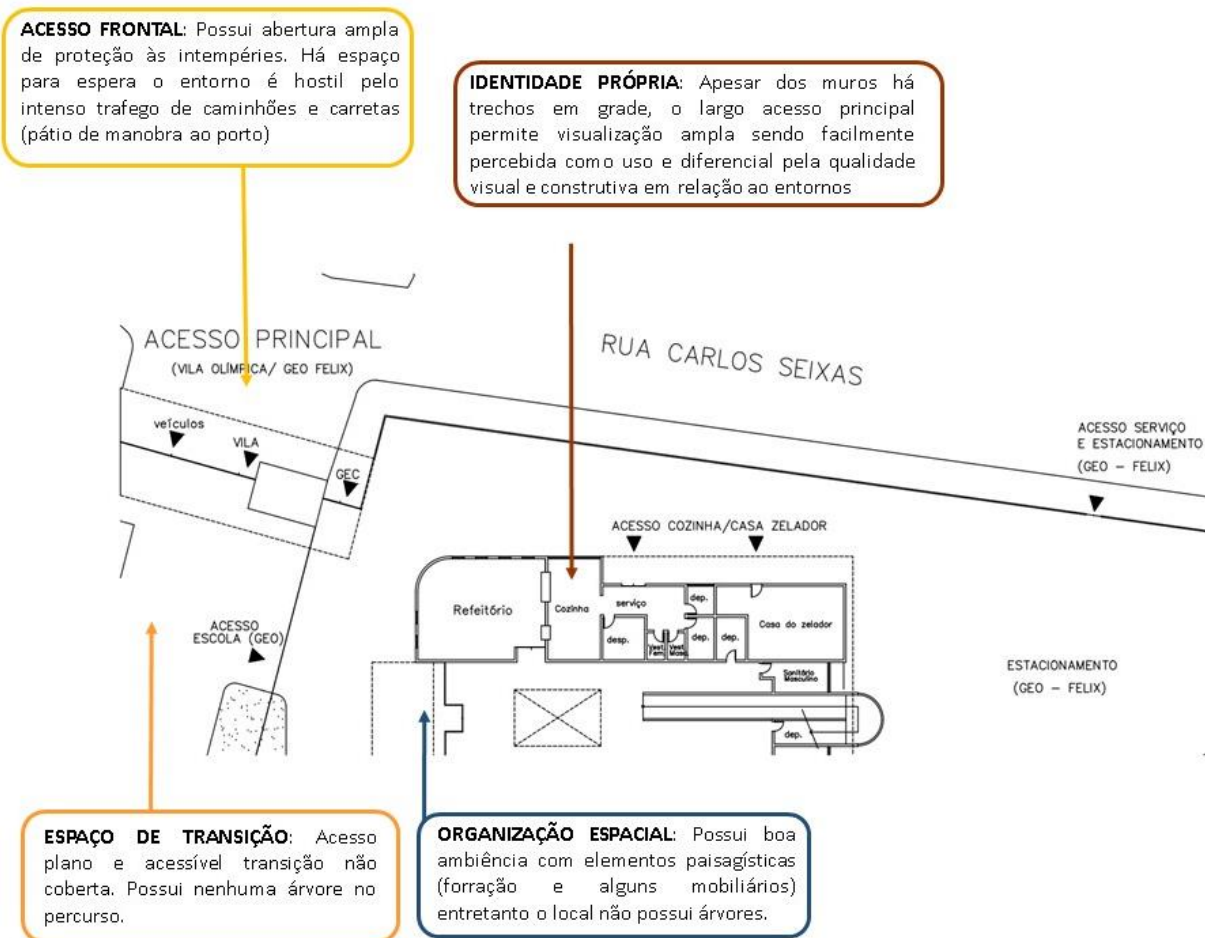 ACESSO FRONTAL: Possui abertura ampla
de proteção às intempéries. Há espaço
para espera o entorno é hostil pelo
intenso trafego de caminhões e carretas
(pátio de manobra ao porto)
IDENTIDADE PRÓPRIA: Apesar dos muros há
trechos em grade, o largo acesso principal
permite visualização ampla sendo facilmente
percebida como uso e diferencial pela qualidade
visual e construtiva em relação ao entornos
ACESSO PRINCIPAL
(VILA OLÍMPICA/ GEO FELIX)
RUA CARLOS SEIXAS
veículos
VILA
GEC
ACESSO SERVIÇO
E ESTACIONAMENTO
(GEO – FELIX)
ACESSO COZINHA/CASA ZELADOR
Refeitório
Cozinha
serviço
dep.
Casa do zelador
desp.
Vest.
Fem.
Vest.
Masc.
dep.
dep.
Sanitário
Masculino
dep.
ACESSO
ESCOLA (GEO)
ESTACIONAMENTO
(GEO – FELIX)
ESPAÇO DE TRANSIÇÃO: Acesso
plano e acessível transição não
coberta. Possui nenhuma árvore no
percurso.
ORGANIZAÇÃO ESPACIAL: Possui boa
ambiência com elementos paisagísticas
(forração e alguns mobiliários)
entretanto o local não possui árvores.